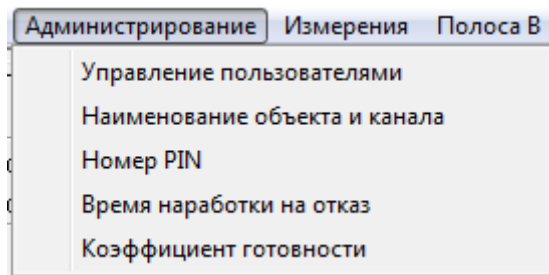 Администрирование Измерения Полоса В
Управление пользователями
Наименование объекта и канала
Номер PIN
Время наработки на отказ
Коэффициент готовности